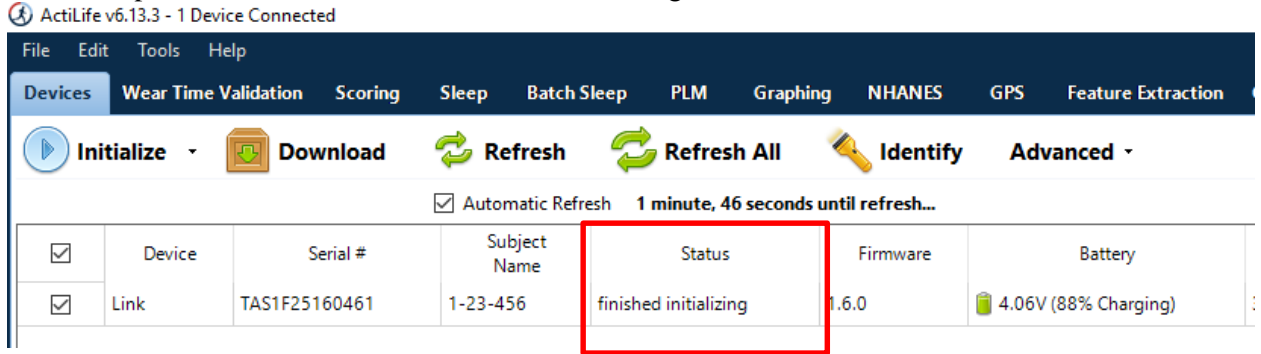 ActiLife v6.13.3 - 1 Device Connected
File Edit Tools Help
Devices Wear Time Validation Scoring Sleep Batch Sleep PLM Graphing NHANES GPS Feature Extraction
Initialize Download Refresh Refresh All Identify Advanced
Automatic Refresh 1 minute, 46 seconds until refresh...
Device Serial # Subject Name Status Firmware Battery
Link TAS1F25160461 1-23-456 finished initializing 1.6.0 4.06V (88% Charging)